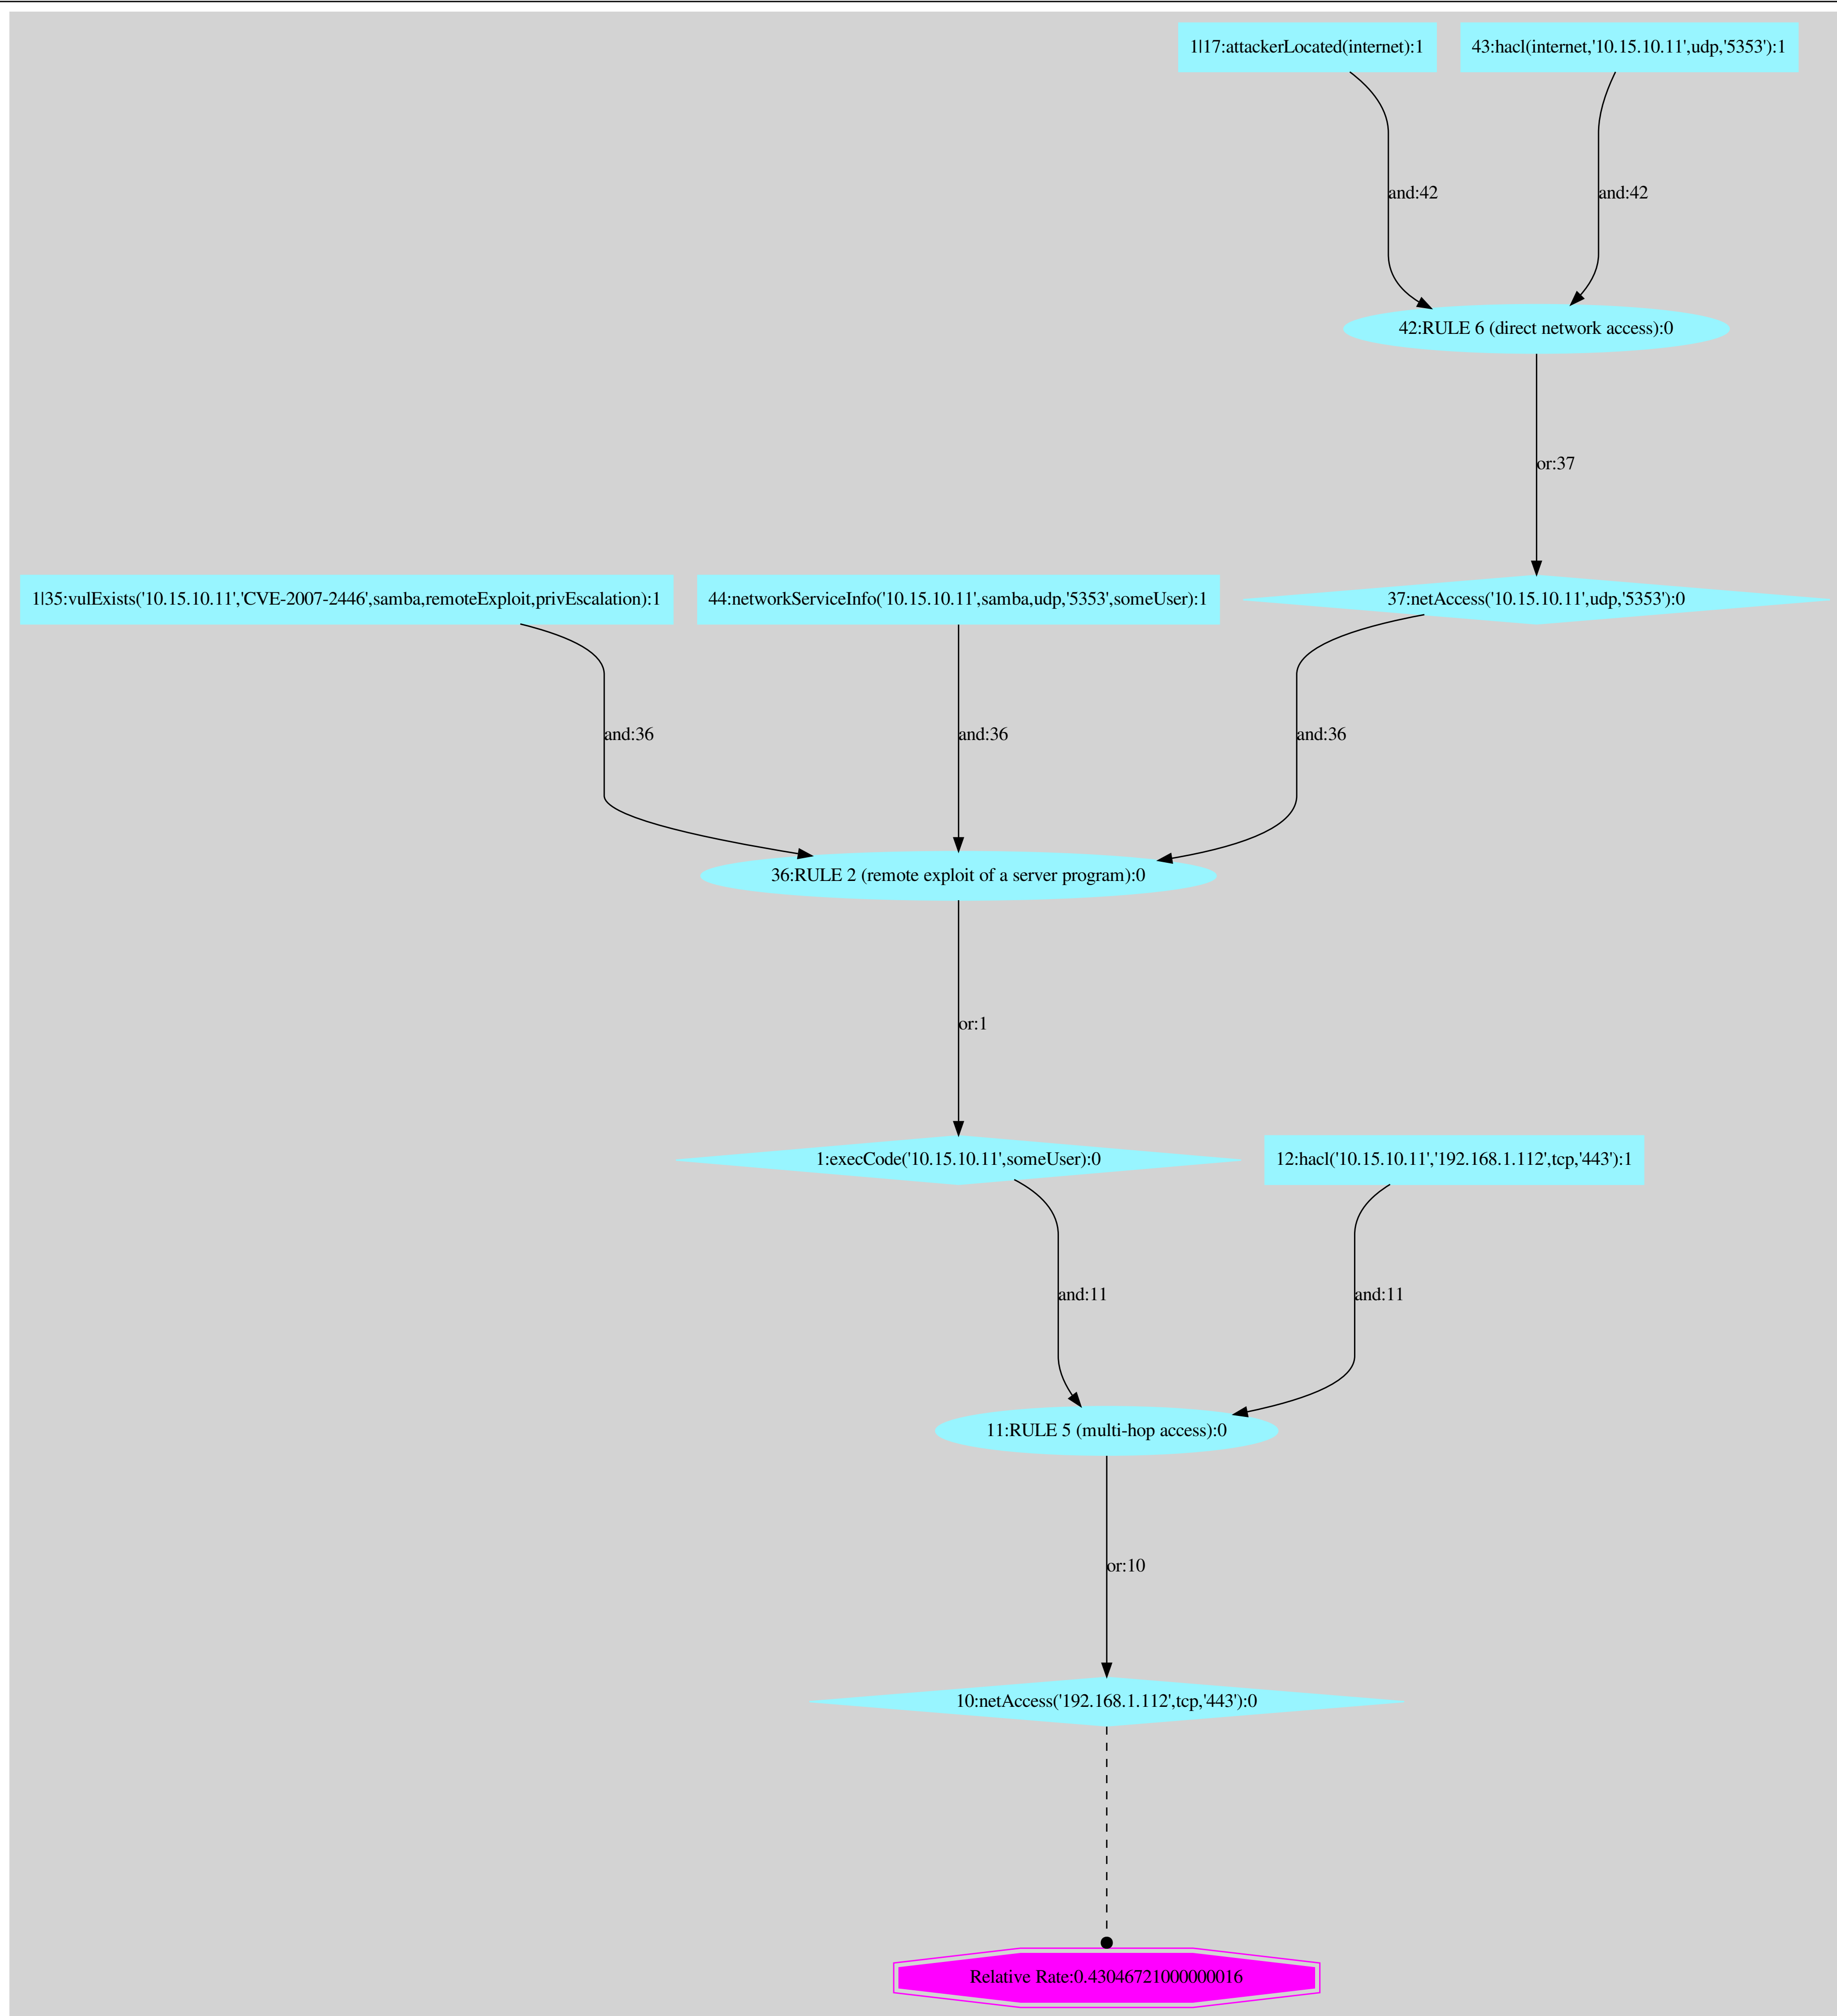 1|17:attackerLocated(internet):1
43:hacl(internet,'10.15.10.11',udp,'5353'):1
and:42
and:42
42:RULE 6 (direct network access):0
or:37
1|35:vulExists('10.15.10.11','CVE-2007-2446',samba,remoteExploit,privEscalation):1
44:networkServiceInfo('10.15.10.11',samba,udp,'5353',someUser):1
37:netAccess('10.15.10.11',udp,'5353'):0
and:36
and:36
and:36
36:RULE 2 (remote exploit of a server program):0
or:1
1:execCode('10.15.10.11',someUser):0
12:hacl('10.15.10.11','192.168.1.112',tcp,'443'):1
and:11
and:11
11:RULE 5 (multi-hop access):0
or:10
10:netAccess('192.168.1.112',tcp,'443'):0
Relative Rate:0.43046721000000016